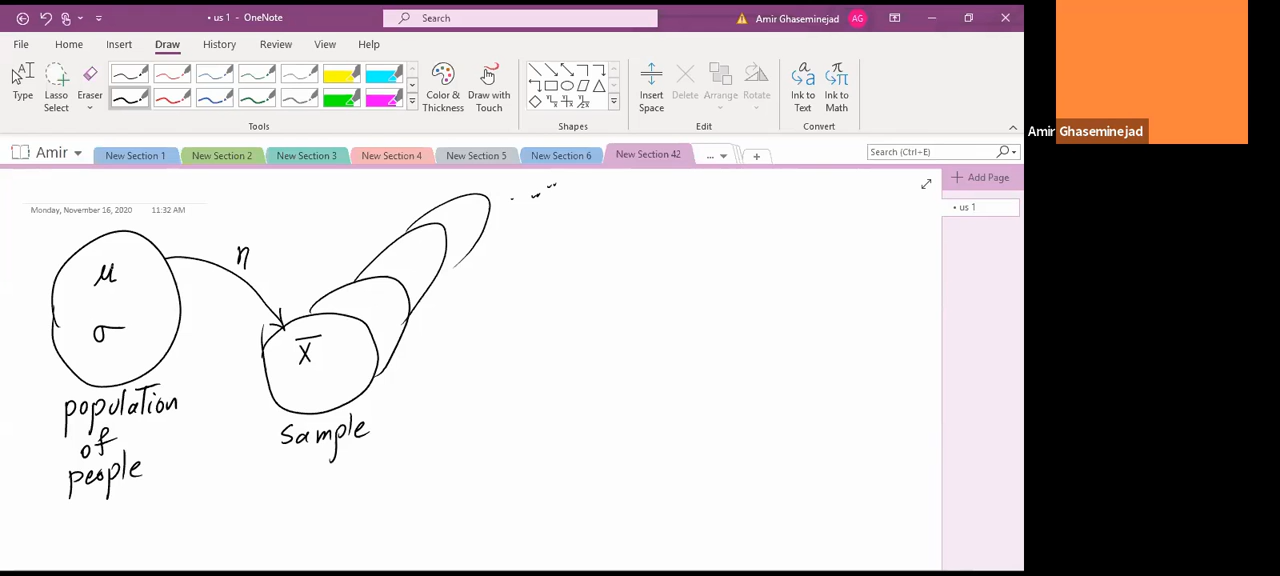 • us 1 - OneNote
Search
Amir Ghaseminejad
AG
File Home Insert Draw History Review View Help
Type
Lasso Select
Eraser
Color & Thickness
Draw with Touch
Insert Space
Delete
Arrange
Rotate
Ink to Text
Ink to Math
Tools
Shapes
Edit
Convert
Amir
New Section 1 New Section 2 New Section 3 New Section 4 New Section 5 New Section 6 New Section 42 ...
Search (Ctrl+E)
Add Page
• us 1
Monday, November 16, 2020 11:32 AM
μ
σ
n
X̅
population
of
people
sample
Amir Ghaseminejad